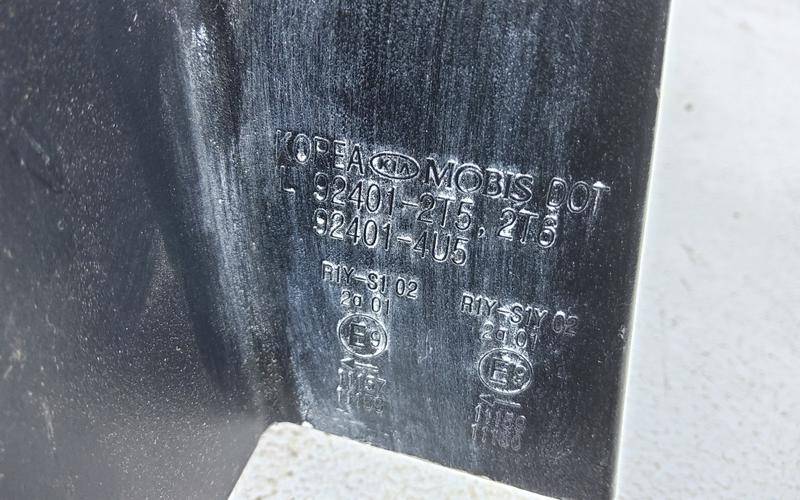 KOREA KIA MOBIS DOT
L 92401-2T5, 2T6
92401-4U5
R1Y-S1 02
2a 01
E9
R1Y-S1Y 02
2a 01
E9